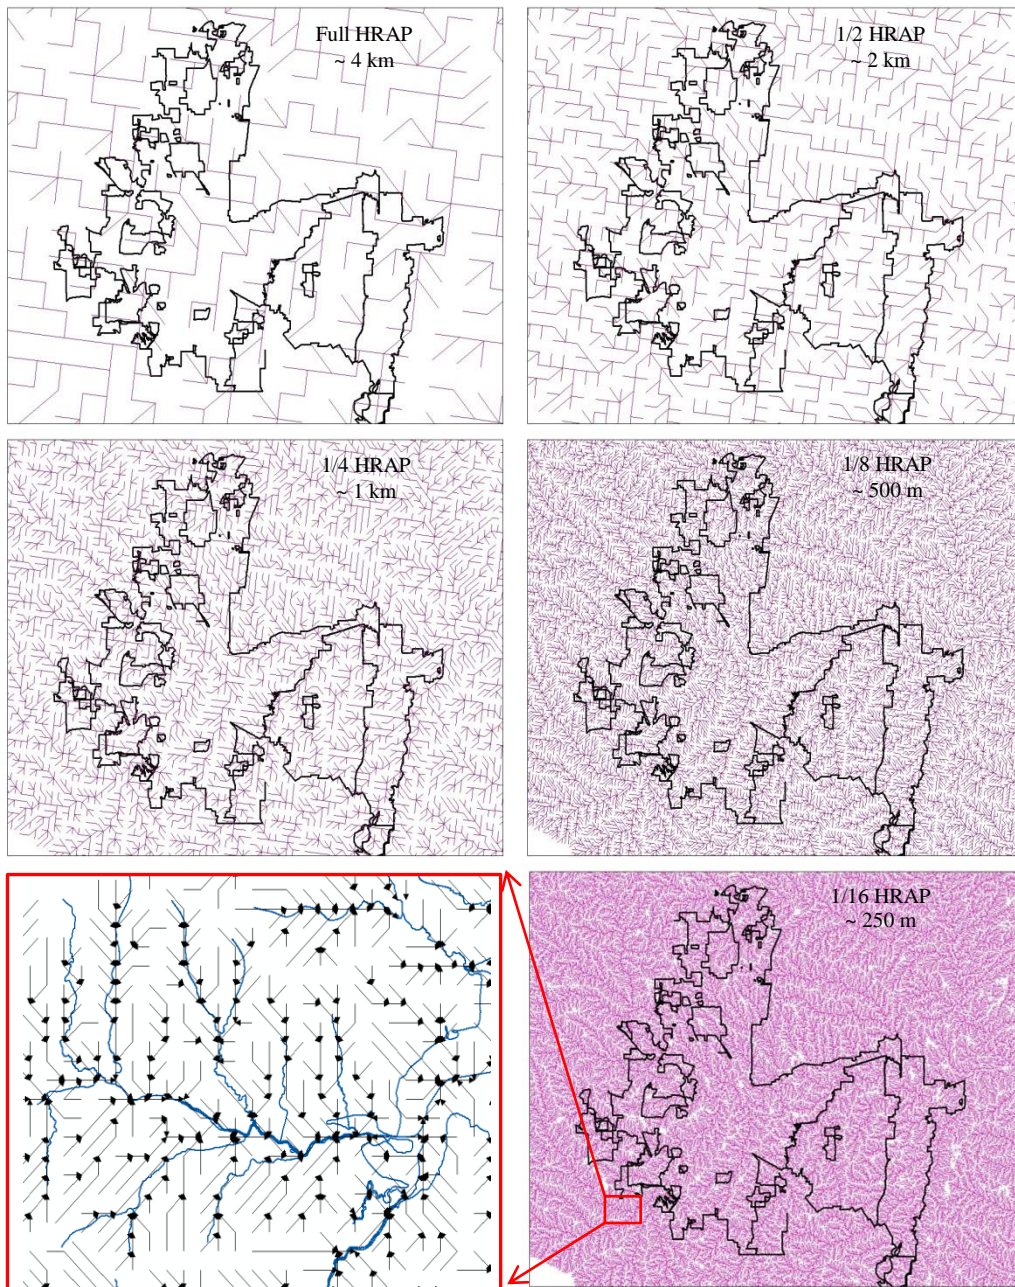 Full HRAP
~ 4 km
1/2 HRAP
~ 2 km
1/4 HRAP
~ 1 km
1/8 HRAP
~ 500 m
1/16 HRAP
~ 250 m